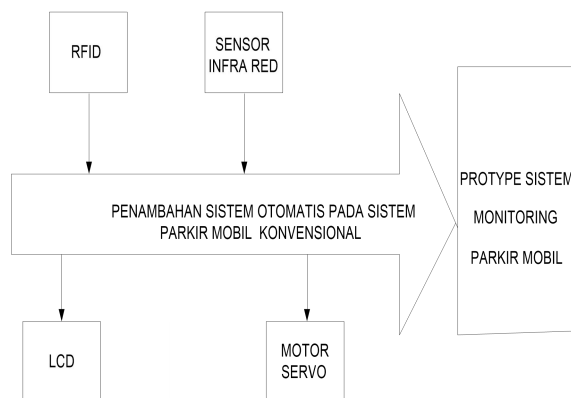 RFID
SENSOR
INFRA RED
PENAMBAHAN SISTEM OTOMATIS PADA SISTEM
PARKIR MOBIL KONVENSIONAL
PROTYPE SISTEM
MONITORING
PARKIR MOBIL
LCD
MOTOR
SERVO